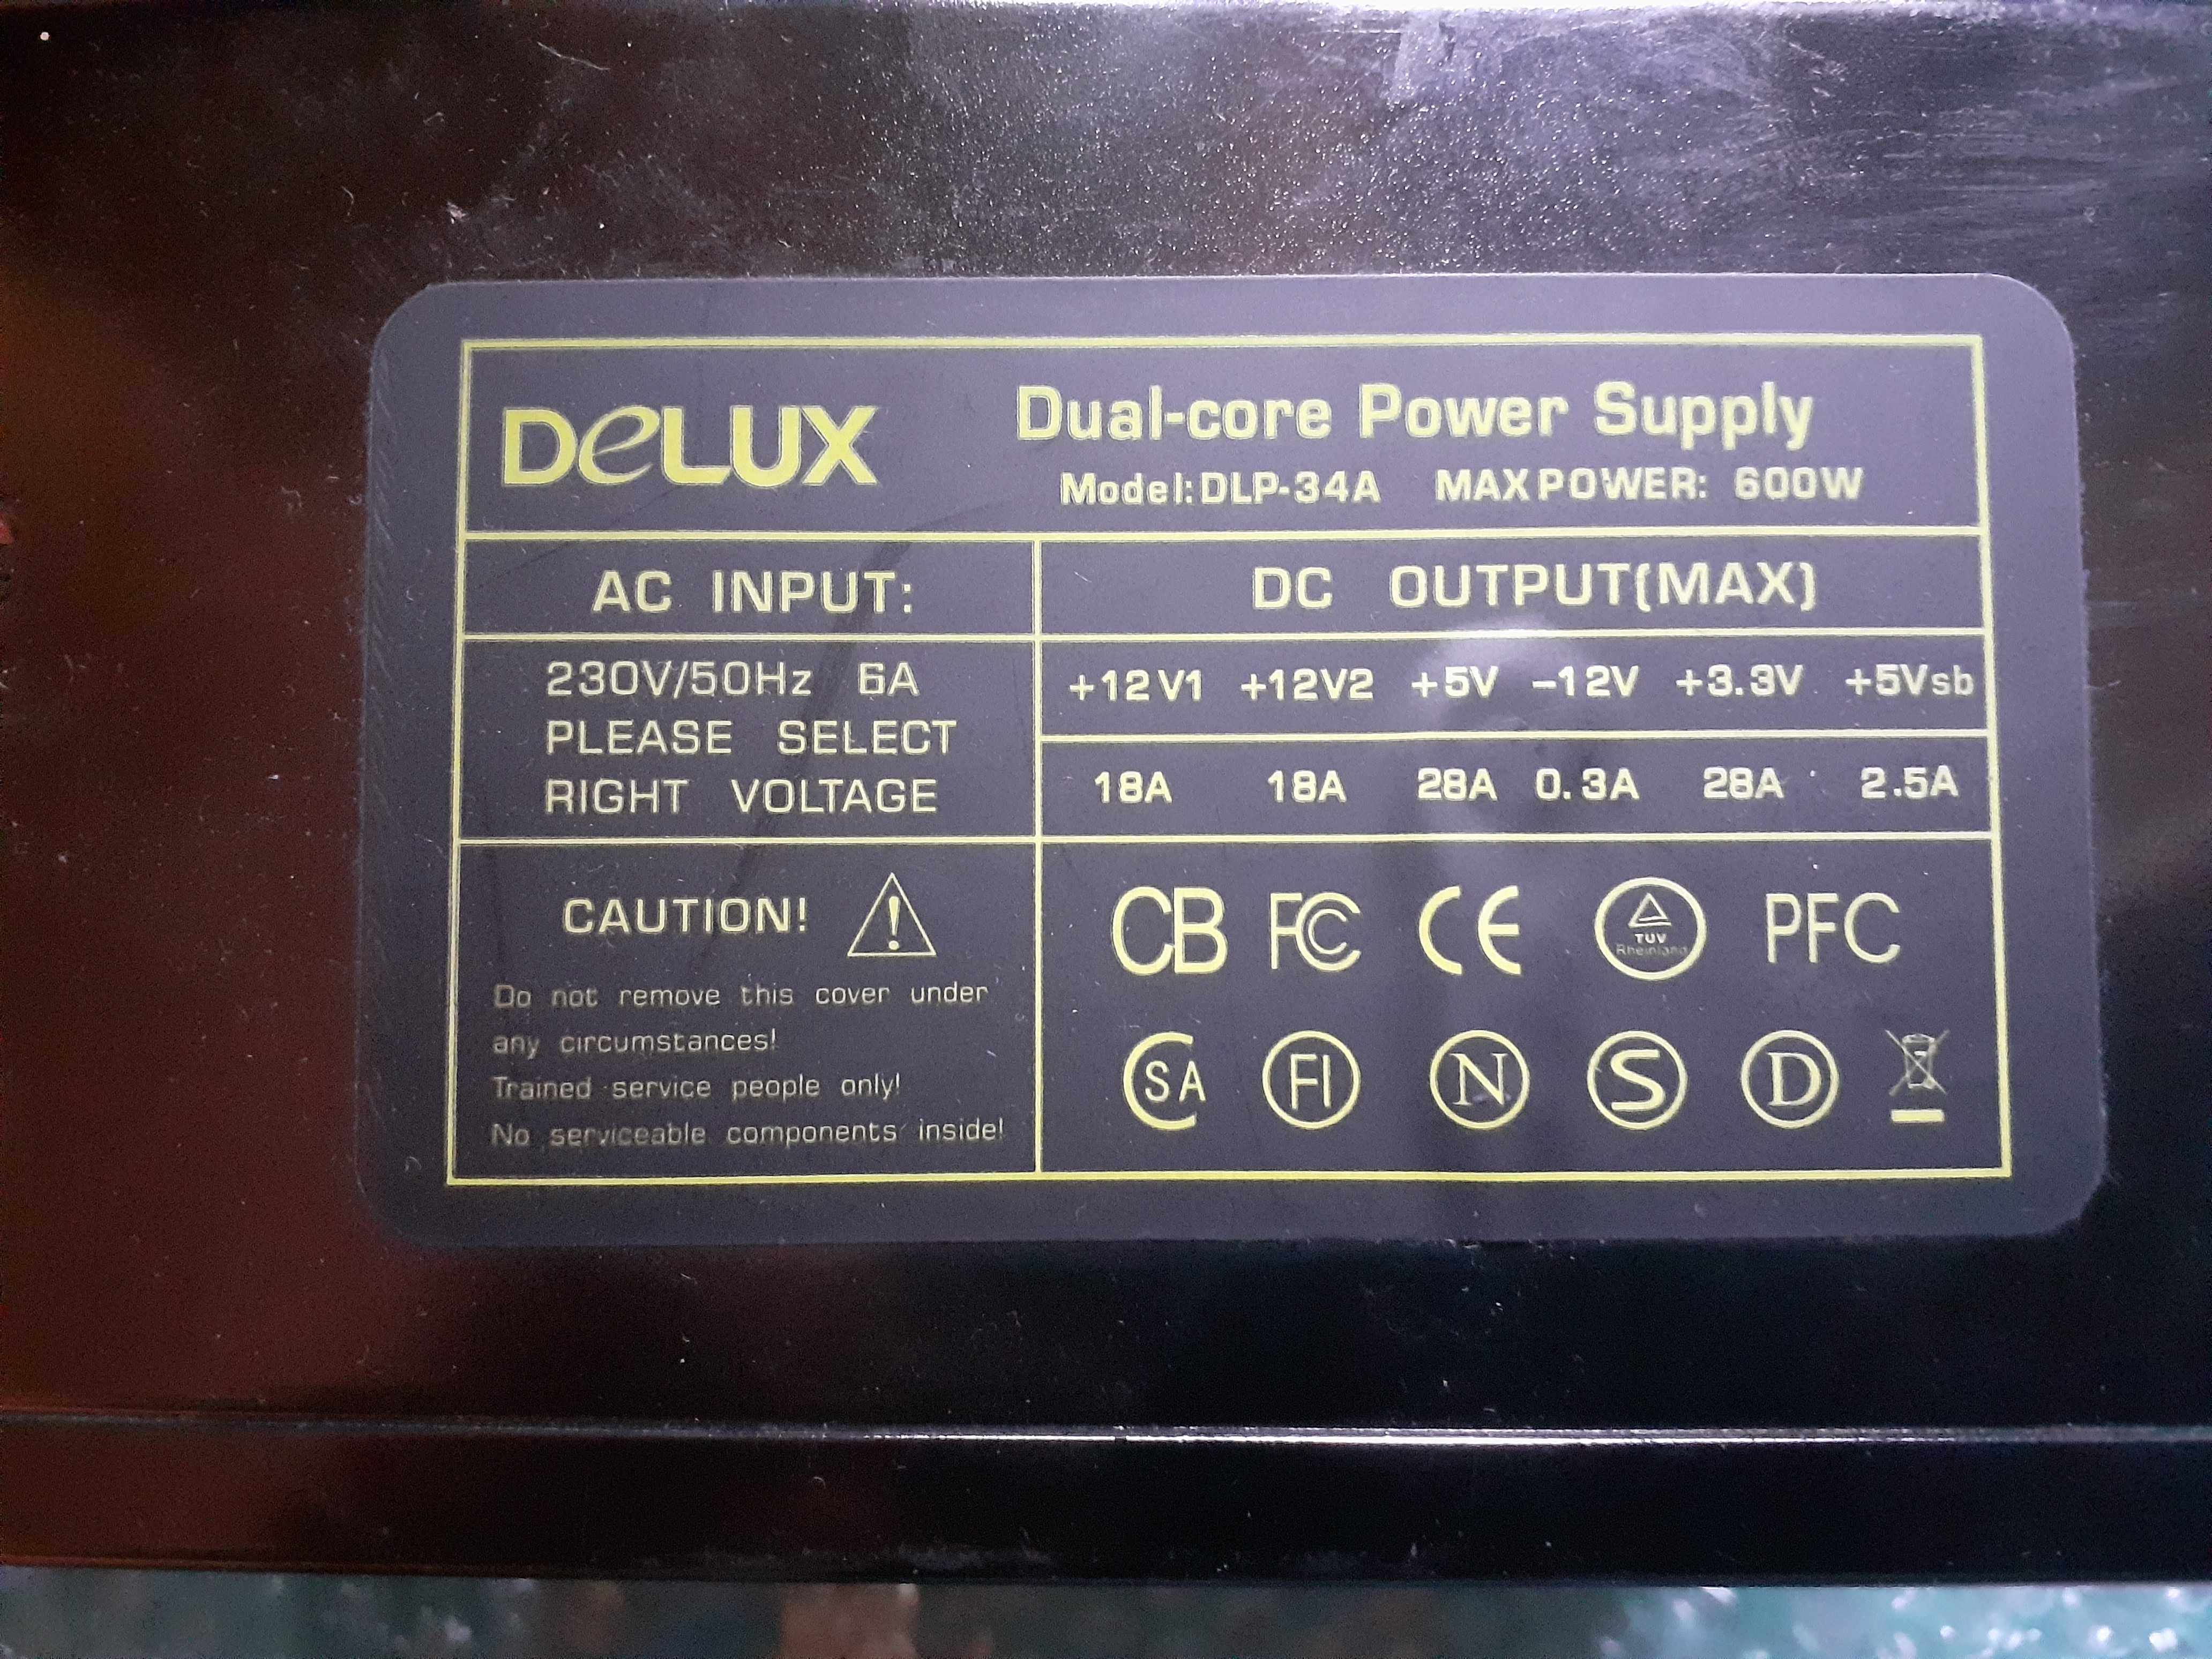 DeLUX
Dual-core Power Supply
Model:DLP-34A MAX POWER: 600W
AC INPUT:
230V/50Hz 6A
PLEASE SELECT
RIGHT VOLTAGE
DC OUTPUT(MAX)
+12V1 +12V2 +5V -12V +3.3V +5Vsb
18A 18A 28A 0.3A 28A 2.5A
CAUTION!
Do not remove this cover under
any circumstances!
Trained service people only!
No serviceable components inside!
CB FC CE TUV Rheinland PFC
CSA FI N S D